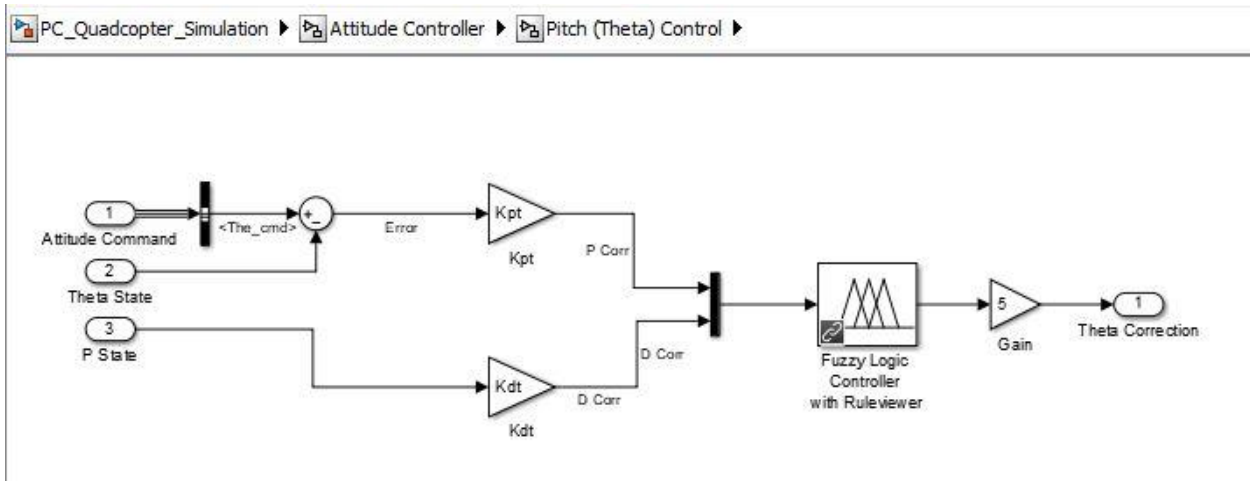 PC_Quadcopter_Simulation Attitude Controller Pitch (Theta) Control
1
Attitude Command
<The_cmd>
+
-
Error
Kpt
Kpt
P Corr
2
Theta State
3
P State
Kdt
Kdt
D Corr
D Corr
Fuzzy Logic
Controller
with Ruleviewer
5
Gain
1
Theta Correction